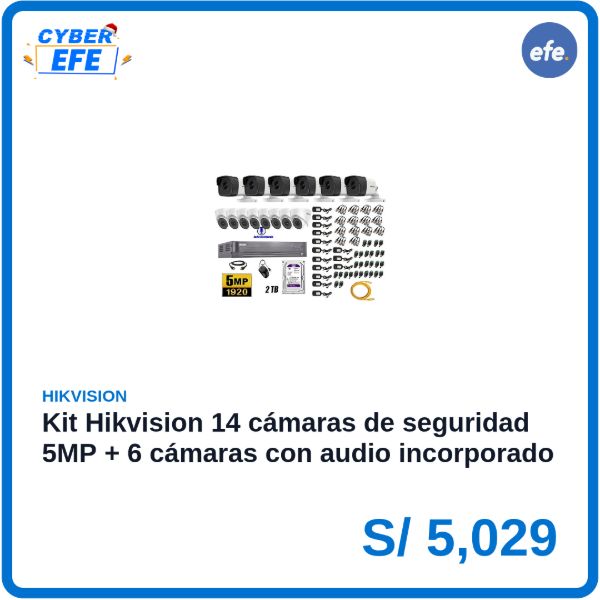 CYBER
EFE
efe.
5MP
1920
2 TB
HIKVISION
Kit Hikvision 14 cámaras de seguridad
5MP + 6 cámaras con audio incorporado
S/ 5,029